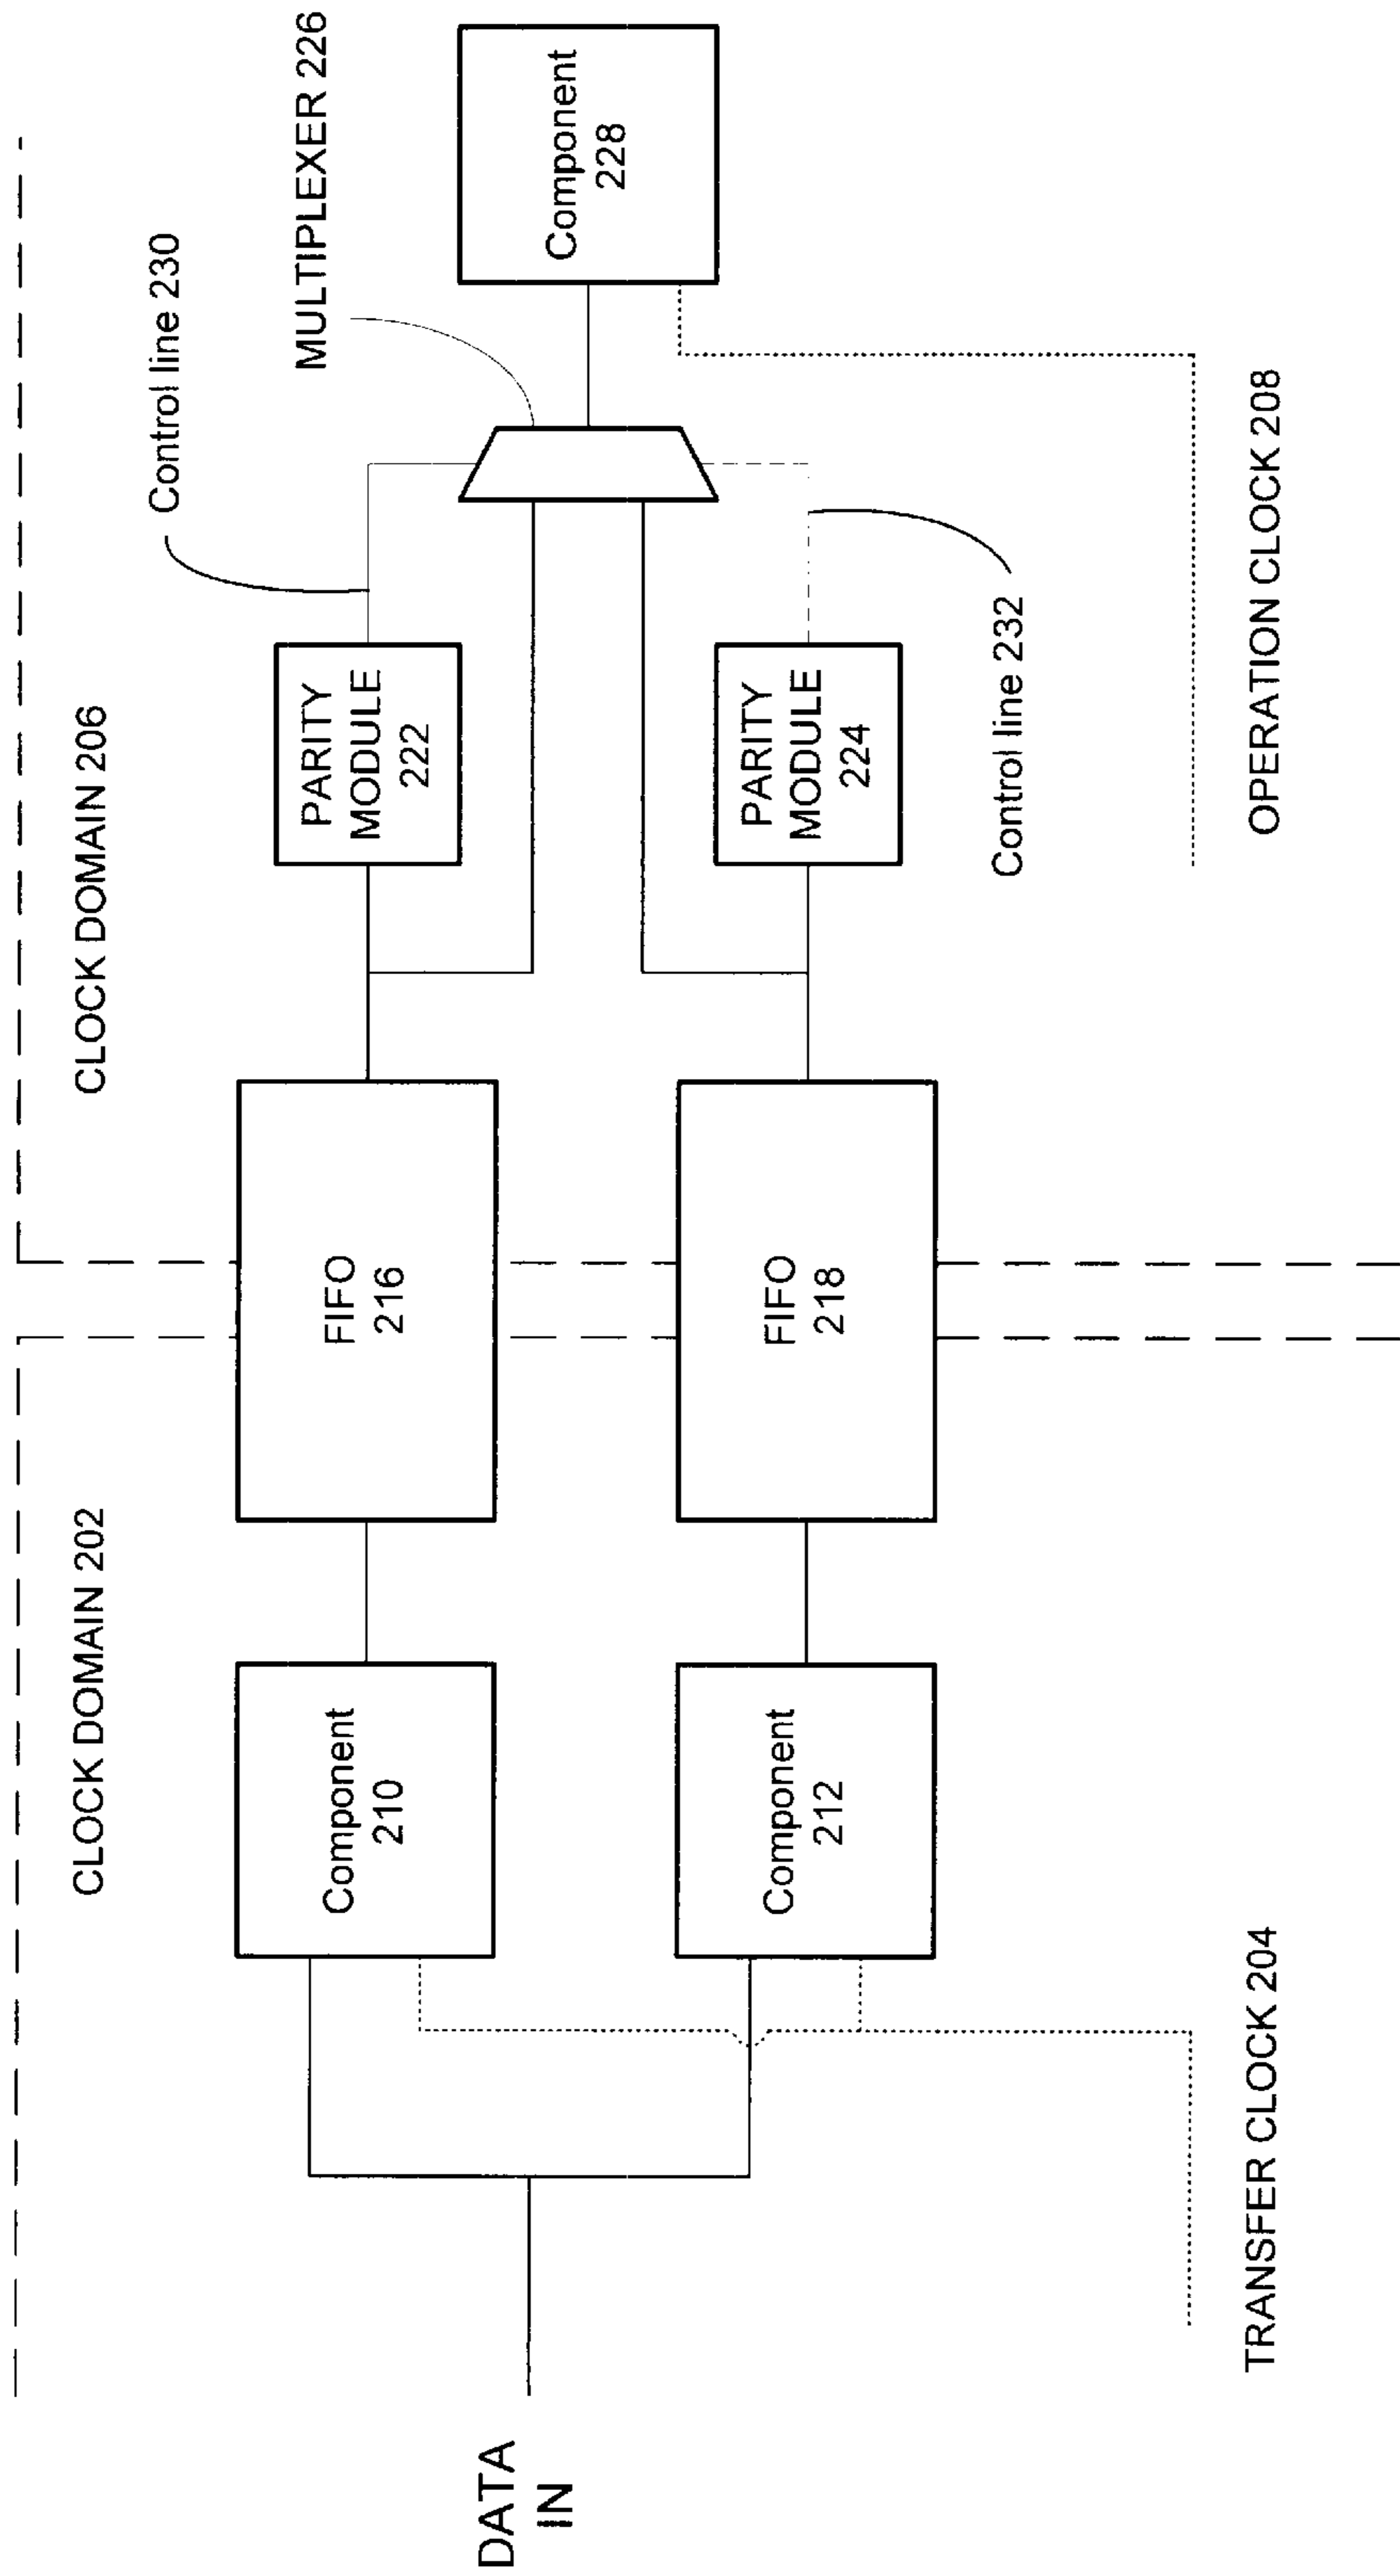 CLOCK DOMAIN 202
CLOCK DOMAIN 206
Control line 230
MULTIPLEXER 226
DATA
IN
Component
210
FIFO
216
PARITY
MODULE
222
Component
228
Component
212
FIFO
218
PARITY
MODULE
224
Control line 232
TRANSFER CLOCK 204
OPERATION CLOCK 208